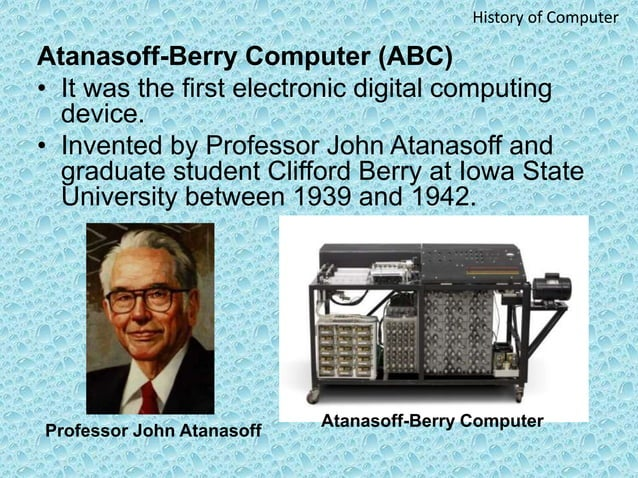 History of Computer
Atanasoff-Berry Computer (ABC)
• It was the first electronic digital computing
device.
• Invented by Professor John Atanasoff and
graduate student Clifford Berry at Iowa State
University between 1939 and 1942.
Atanasoff-Berry Computer
Professor John Atanasoff